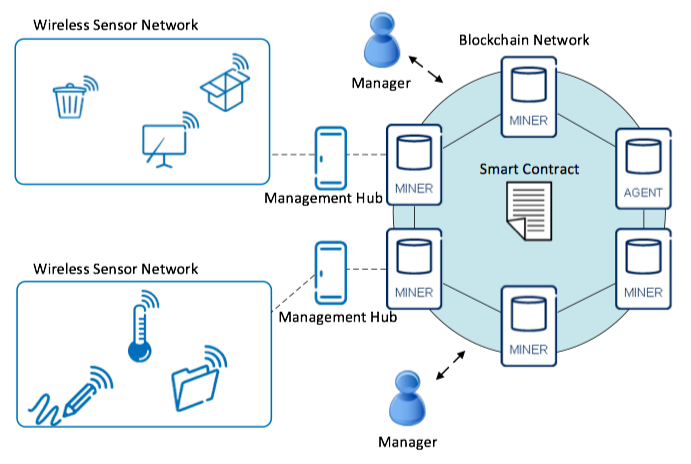 Wireless Sensor Network
Manager
Blockchain Network
MINER
MINER
Management Hub
Smart Contract
AGENT
Wireless Sensor Network
Management Hub
MINER
MINER
MINER
Manager